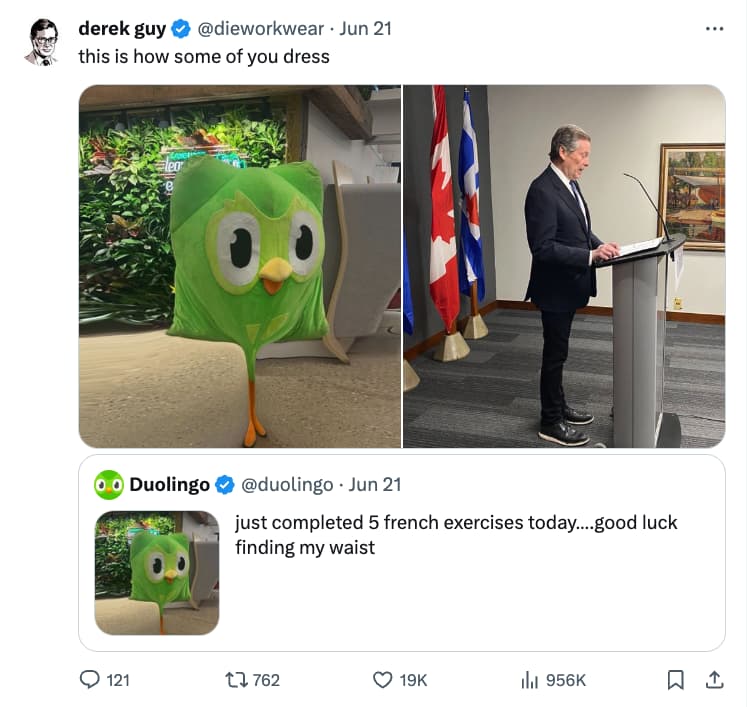 derek guy @dieworkwear · Jun 21
this is how some of you dress
Duolingo @duolingo · Jun 21
just completed 5 french exercises today....good luck
finding my waist
121 762 19K 956K